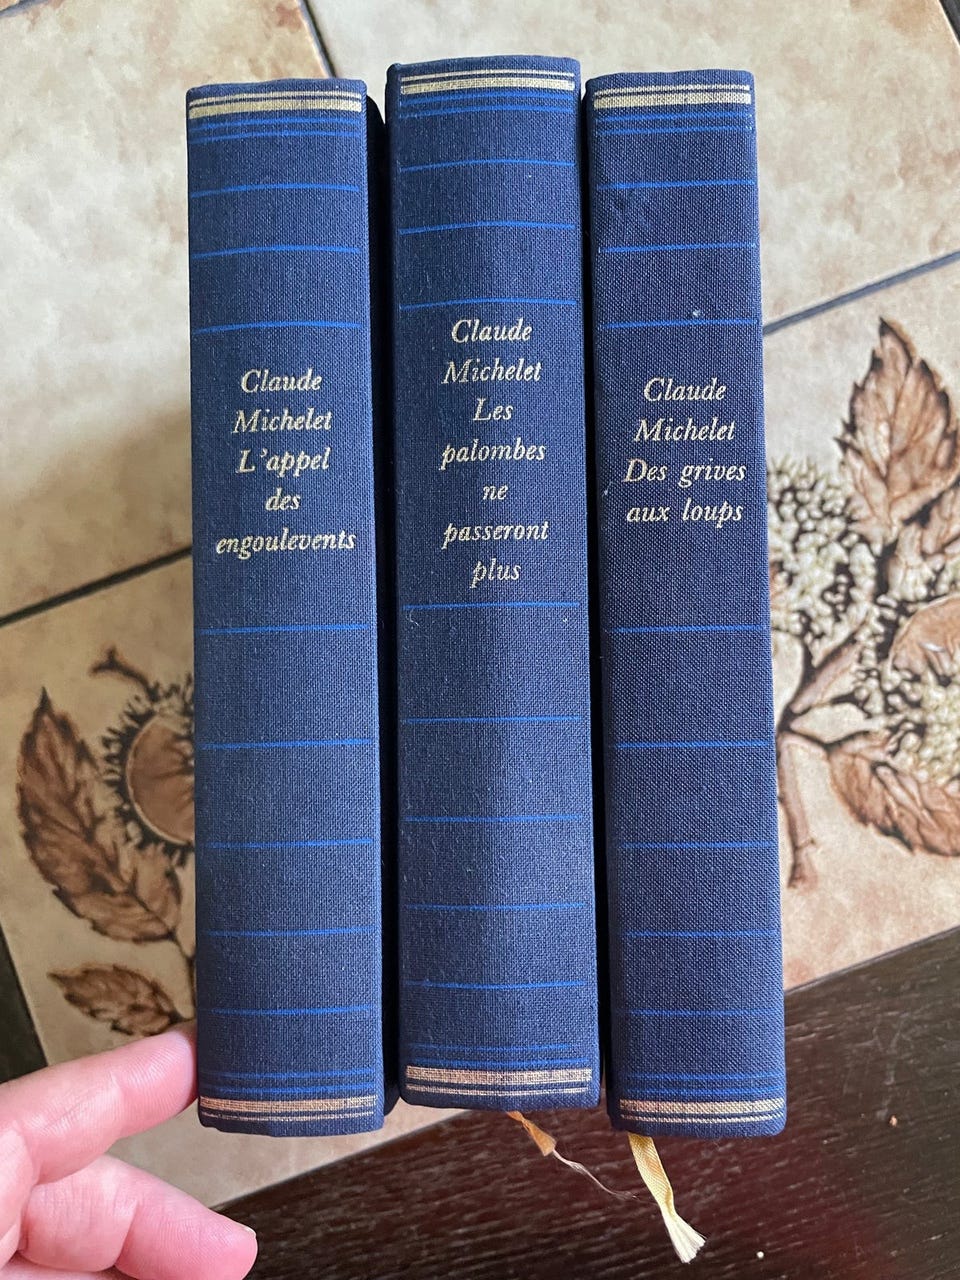 Claude
Michelet
L'appel
des
engoulevents
Claude
Michelet
Les
palombes
ne
passeront
plus
Claude
Michelet
Des grives
aux loups